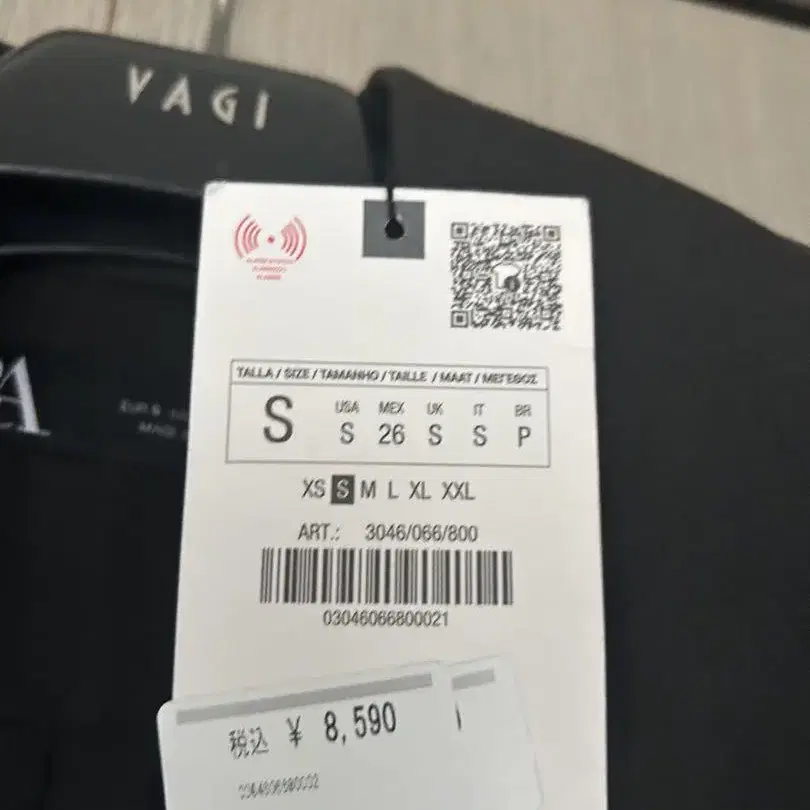 VAGI
TALLA / SIZE / TAMANHO / TAILLE / MAAT / ΜΕΓΕΘΟΣ
S
USA MEX UK IT BR
S 26 S S P
XS S M L XL XXL
ART.: 3046/066/800
03046066800021
税込 ¥ 8,590